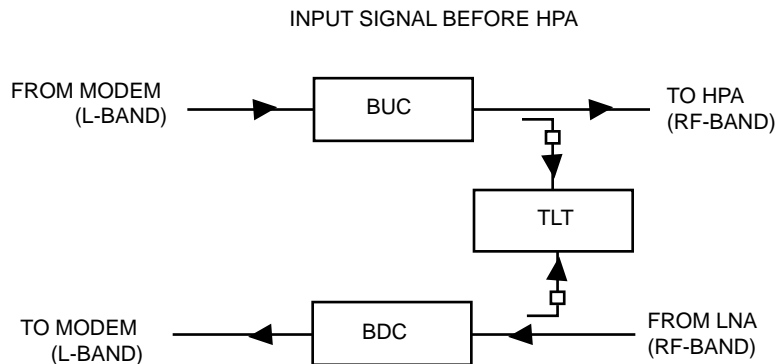 INPUT SIGNAL BEFORE HPA
FROM MODEM
(L-BAND)
BUC
TO HPA
(RF-BAND)
TLT
TO MODEM
(L-BAND)
BDC
FROM LNA
(RF-BAND)